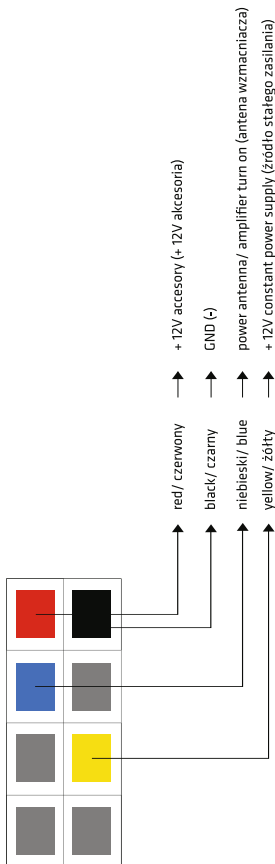 red/ czerwony
+ 12V accesory (+ 12V akcesoria)
black/ czarny
GND (-)
niebieski/ blue
power antenna/ amplifier turn on (antena wzmacniacza)
yellow/ żółty
+ 12V constant power supply (źródło stałego zasilania)